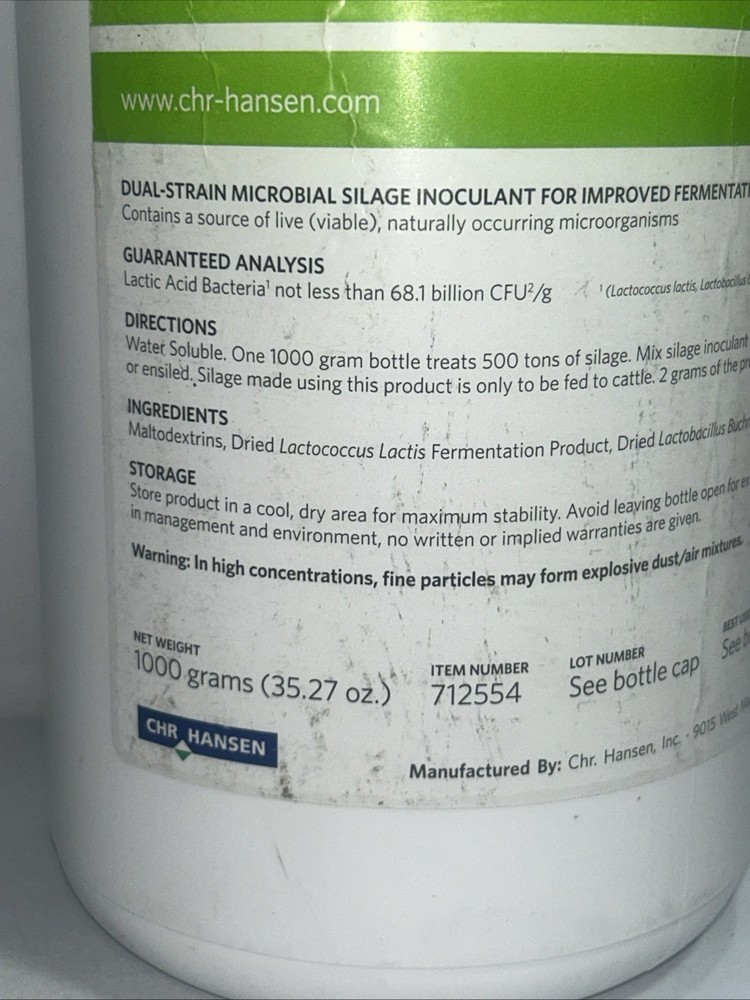 www.chr-hansen.com
DUAL-STRAIN MICROBIAL SILAGE INOCULANT FOR IMPROVED
Contains a source of live (viable), naturally occurring microorganisms
GUARANTEED ANALYSIS
Lactic Acid Bacteria¹ not less than 68.1 billion CFU²/g ¹ (Lactococcus lactis, Lactobacillus
DIRECTIONS
Water Soluble. One 1000 gram bottle treats 500 tons of silage. Mix silage inoculant
or ensiled. Silage made using this product is only to be fed to cattle. 2 grams of the
INGREDIENTS
Maltodextrins, Dried Lactococcus Lactis Fermentation Product, Dried Lactobacillus
STORAGE
Store product in a cool, dry area for maximum stability. Avoid leaving bottle open for
in management and environment, no written or implied warranties are given.
Warning: In high concentrations, fine particles may form explosive dust/air mixtures.
NET WEIGHT
1000 grams (35.27 oz.)
ITEM NUMBER
712554
LOT NUMBER
See bottle cap
BEST
See
CHR HANSEN
Manufactured By: Chr. Hansen, Inc. - 9015 West